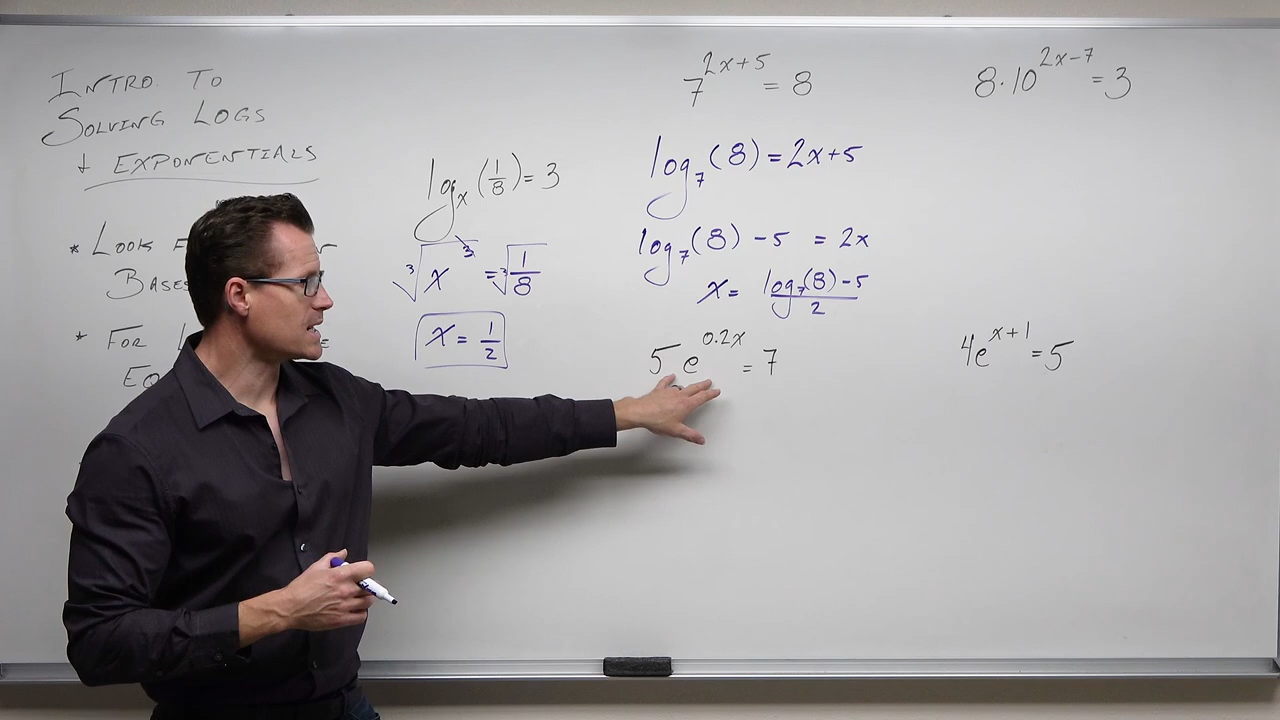 INTRO. TO
SOLVING LOGS
+ EXPONENTIALS
* LOOK
BASE
* FOR
EQ
log_x (1/8) = 3
∛x^3 = ∛1/8
x = 1/2
7^{2x+5} = 8
log_7 (8) = 2x+5
log_7 (8) - 5 = 2x
x = log_7(8) - 5 / 2
5e^{0.2x} = 7
8·10^{2x-7} = 3
4e^{x+1} = 5